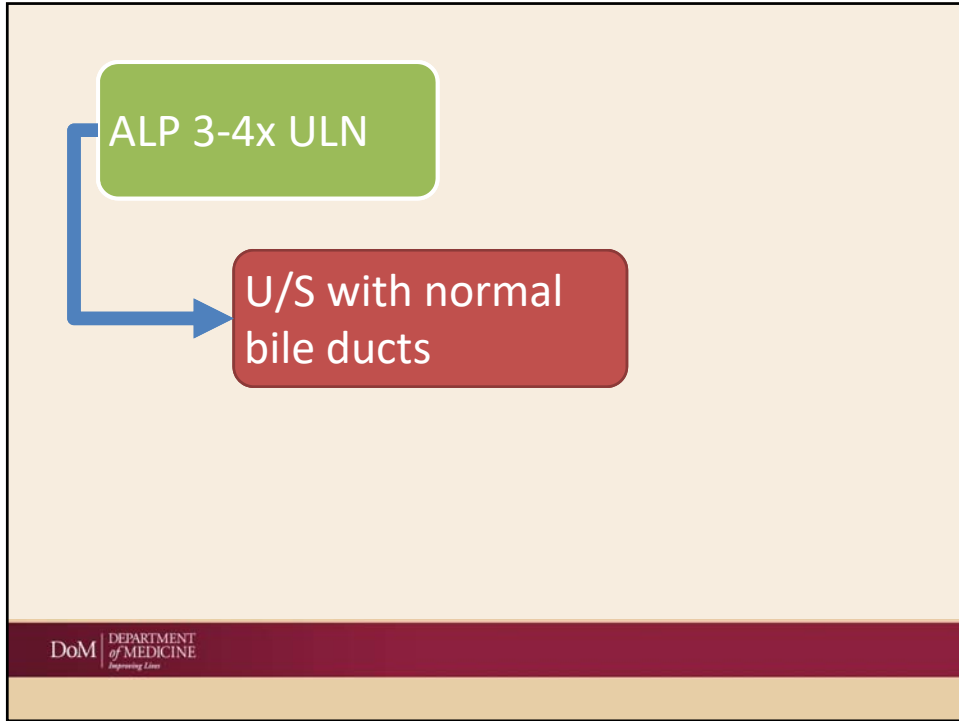 ALP 3-4x ULN
U/S with normal
bile ducts
DoM
DEPARTMENT
of MEDICINE
Improving Lives